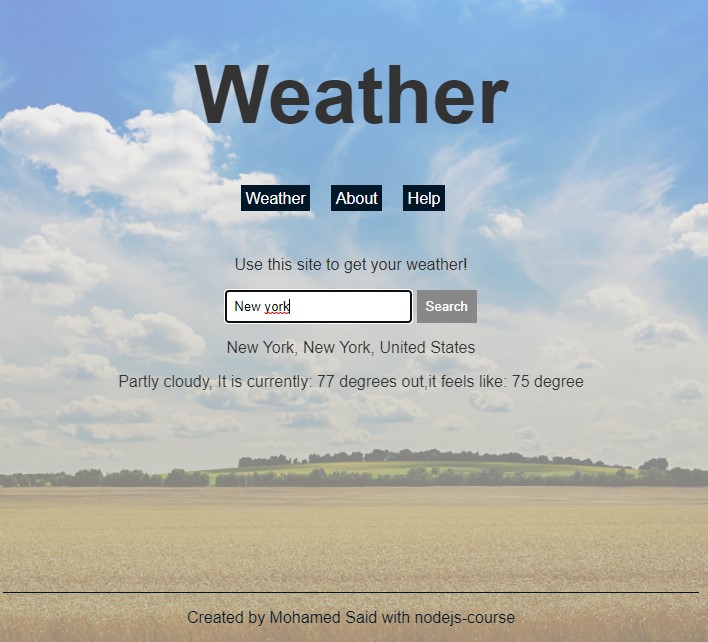 Weather
Weather About Help
Use this site to get your weather!
New york Search
New York, New York, United States
Partly cloudy, It is currently: 77 degrees out,it feels like: 75 degree
Created by Mohamed Said with nodejs-course